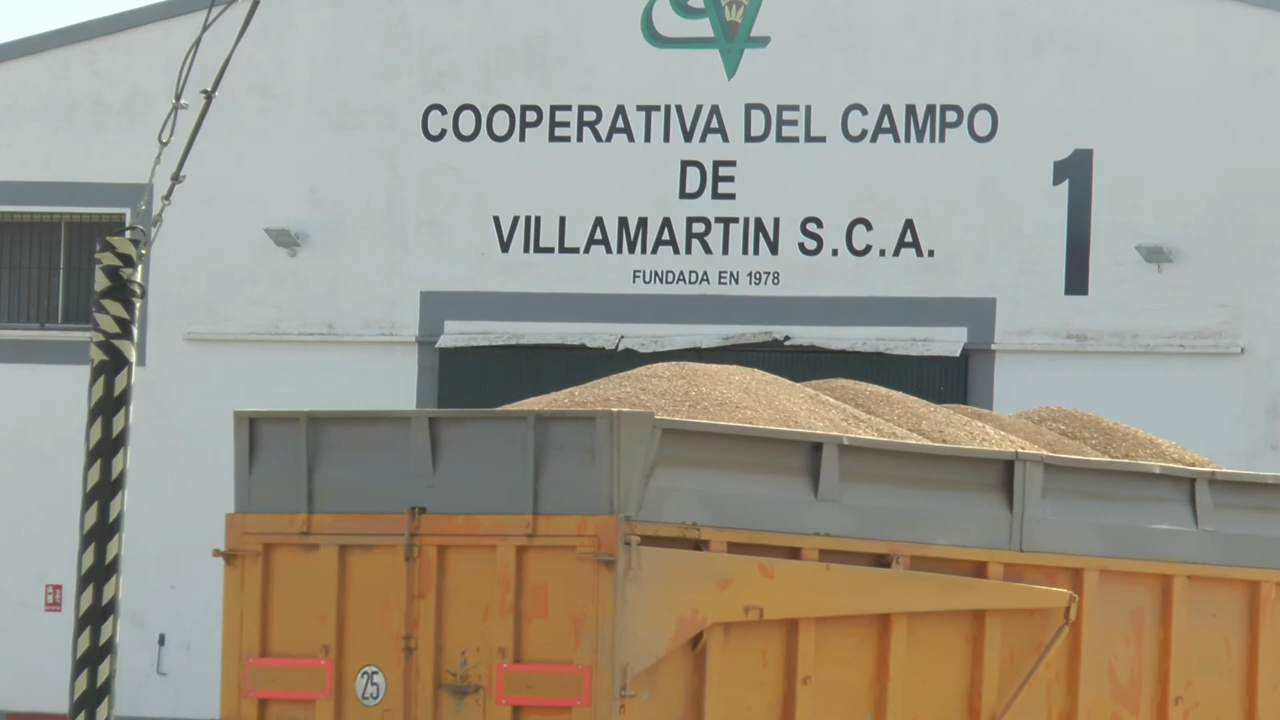 COOPERATIVA DEL CAMPO
DE
VILLAMARTIN S.C.A.
FUNDADA EN 1978
1
25